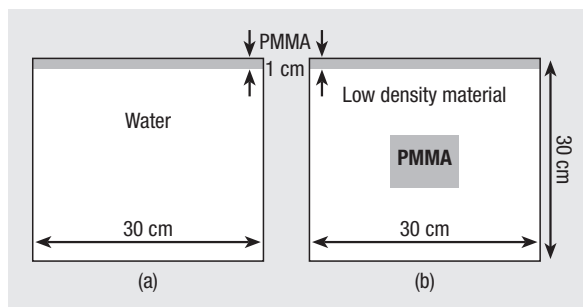 PMMA
1 cm
Water
Low density material
PMMA
30 cm
30 cm
30 cm
(a)
(b)